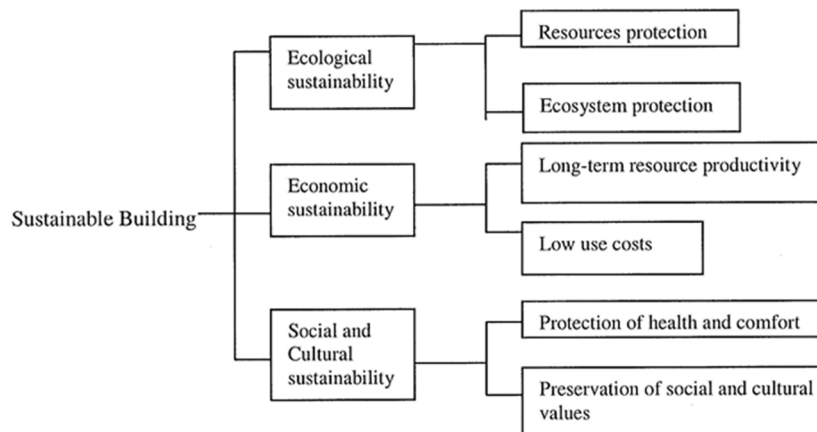 Sustainable Building
Ecological
sustainability
Resources protection
Ecosystem protection
Economic
sustainability
Long-term resource productivity
Low use costs
Social and
Cultural
sustainability
Protection of health and comfort
Preservation of social and cultural
values